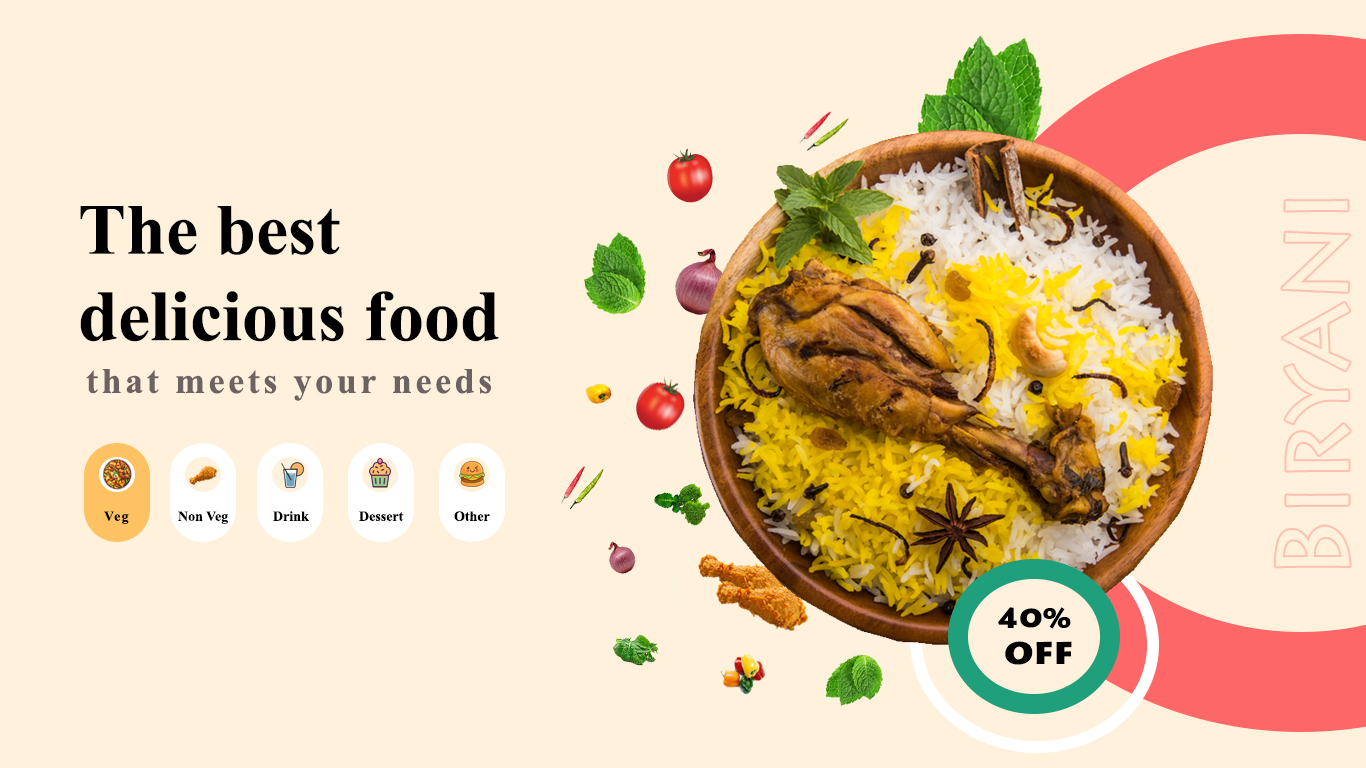 The best
delicious food
that meets your needs
Veg
Non Veg
Drink
Dessert
Other
BIRYANI
40%
OFF